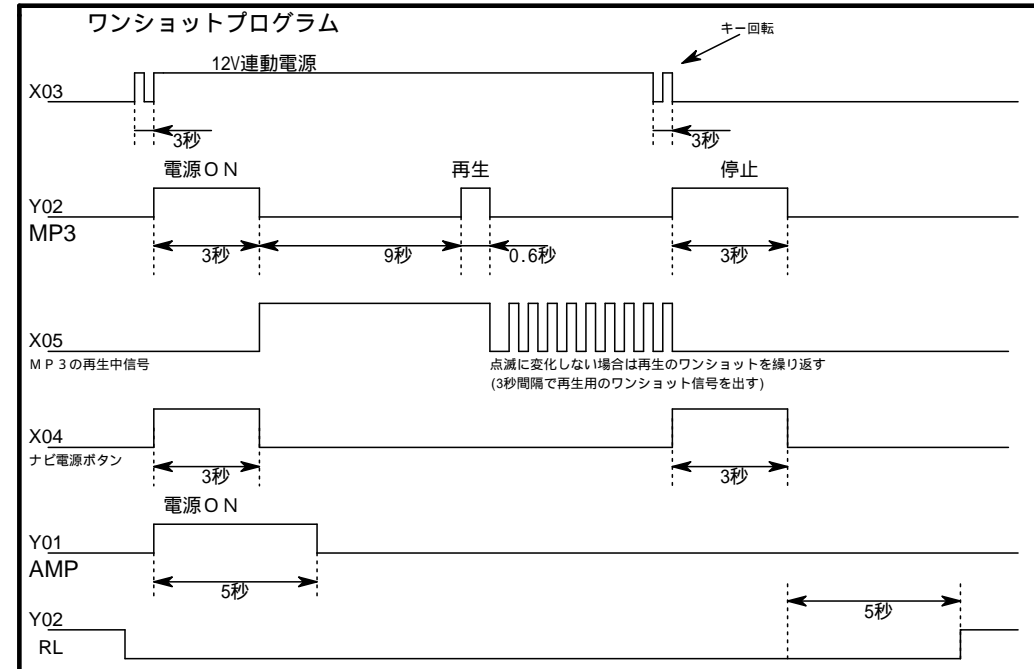 ワンショットプログラム
キー回転
12V連動電源
X03
3秒
3秒
電源ON
再生
停止
Y02
MP3
3秒
9秒
0.6秒
3秒
X05
MP3の再生中信号
点滅に変化しない場合は再生のワンショットを繰り返す
(3秒間隔で再生用のワンショット信号を出す)
X04
ナビ電源ボタン
3秒
3秒
電源ON
Y01
AMP
5秒
5秒
Y02
RL